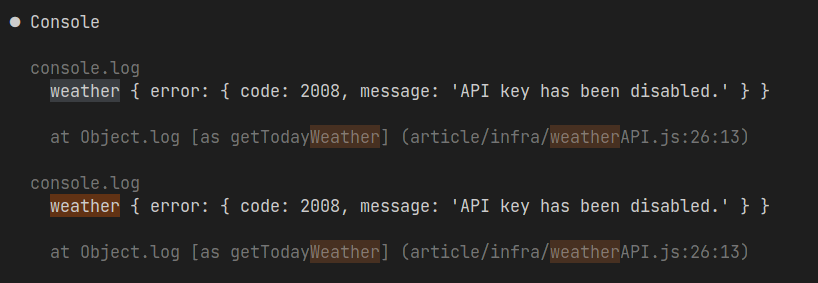 ● Console
console.log
weather { error: { code: 2008, message: 'API key has been disabled.' } }
at Object.log [as getTodayWeather] (article/infra/weatherAPI.js:26:13)
console.log
weather { error: { code: 2008, message: 'API key has been disabled.' } }
at Object.log [as getTodayWeather] (article/infra/weatherAPI.js:26:13)